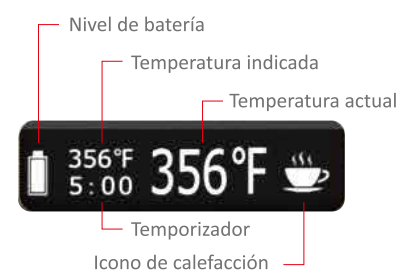 Nivel de batería
Temperatura indicada
Temperatura actual
356°F
5:00
356°F
Temporizador
Icono de calefacción